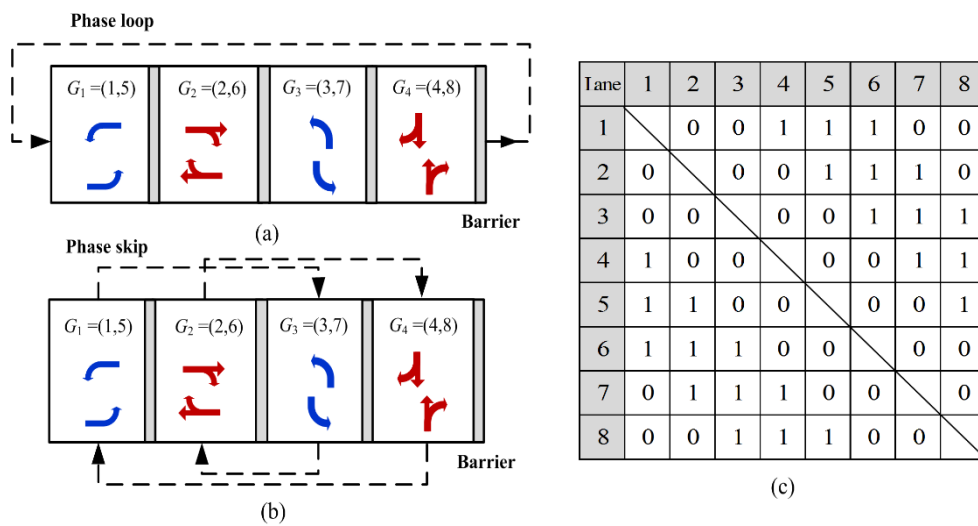 Phase loop
G1 =(1,5) G2 =(2,6) G3 =(3,7) G4 =(4,8)
Barrier
(a)
Phase skip
G1 =(1,5) G2 =(2,6) G3 =(3,7) G4 =(4,8)
Barrier
(b)
Lane 1 2 3 4 5 6 7 8
1 0 0 1 1 1 0 0
2 0 0 0 1 1 1 0
3 0 0 0 0 1 1 1
4 1 0 0 0 0 1 1
5 1 1 0 0 0 0 1
6 1 1 1 0 0 0 0
7 0 1 1 1 0 0 0
8 0 0 1 1 1 0 0
(c)